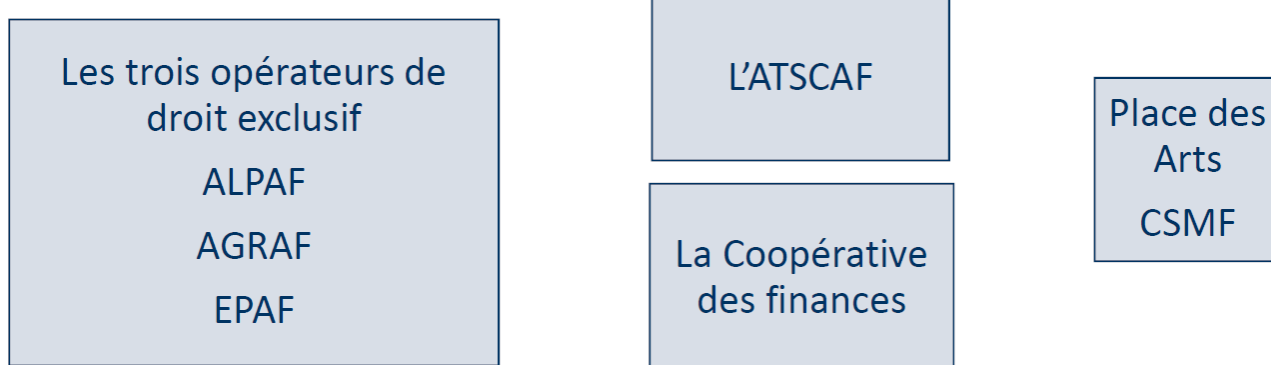 Les trois opérateurs de
droit exclusif
ALPAF
AGRAF
EPAF
L’ATSCAF
La Coopérative
des finances
Place des
Arts
CSMF